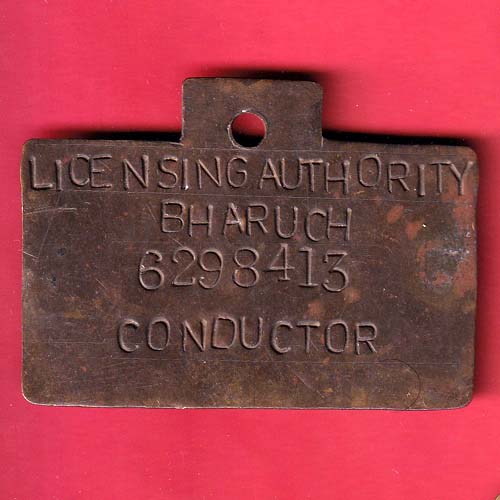 LICENSING AUTHORITY
BHARUCH
6298413
CONDUCTOR